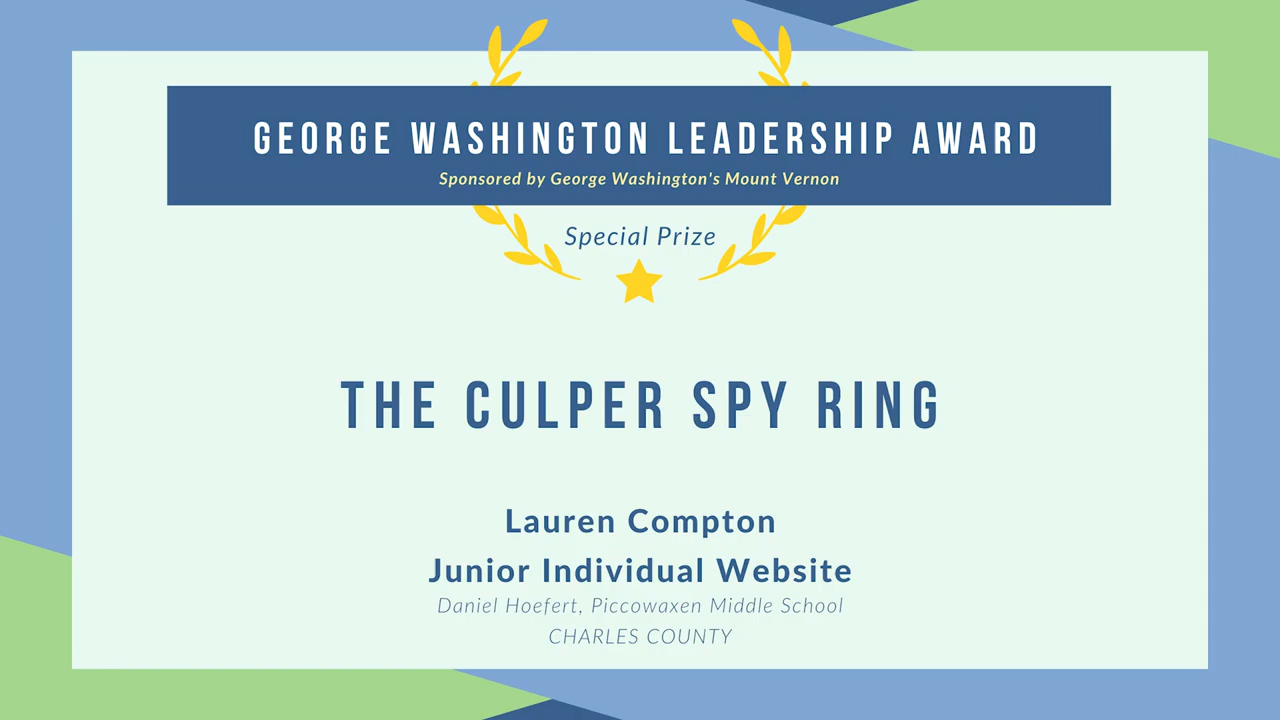 GEORGE WASHINGTON LEADERSHIP AWARD
Sponsored by George Washington's Mount Vernon
Special Prize
THE CULPER SPY RING
Lauren Compton
Junior Individual Website
Daniel Hoefert, Piccowaxen Middle School
CHARLES COUNTY